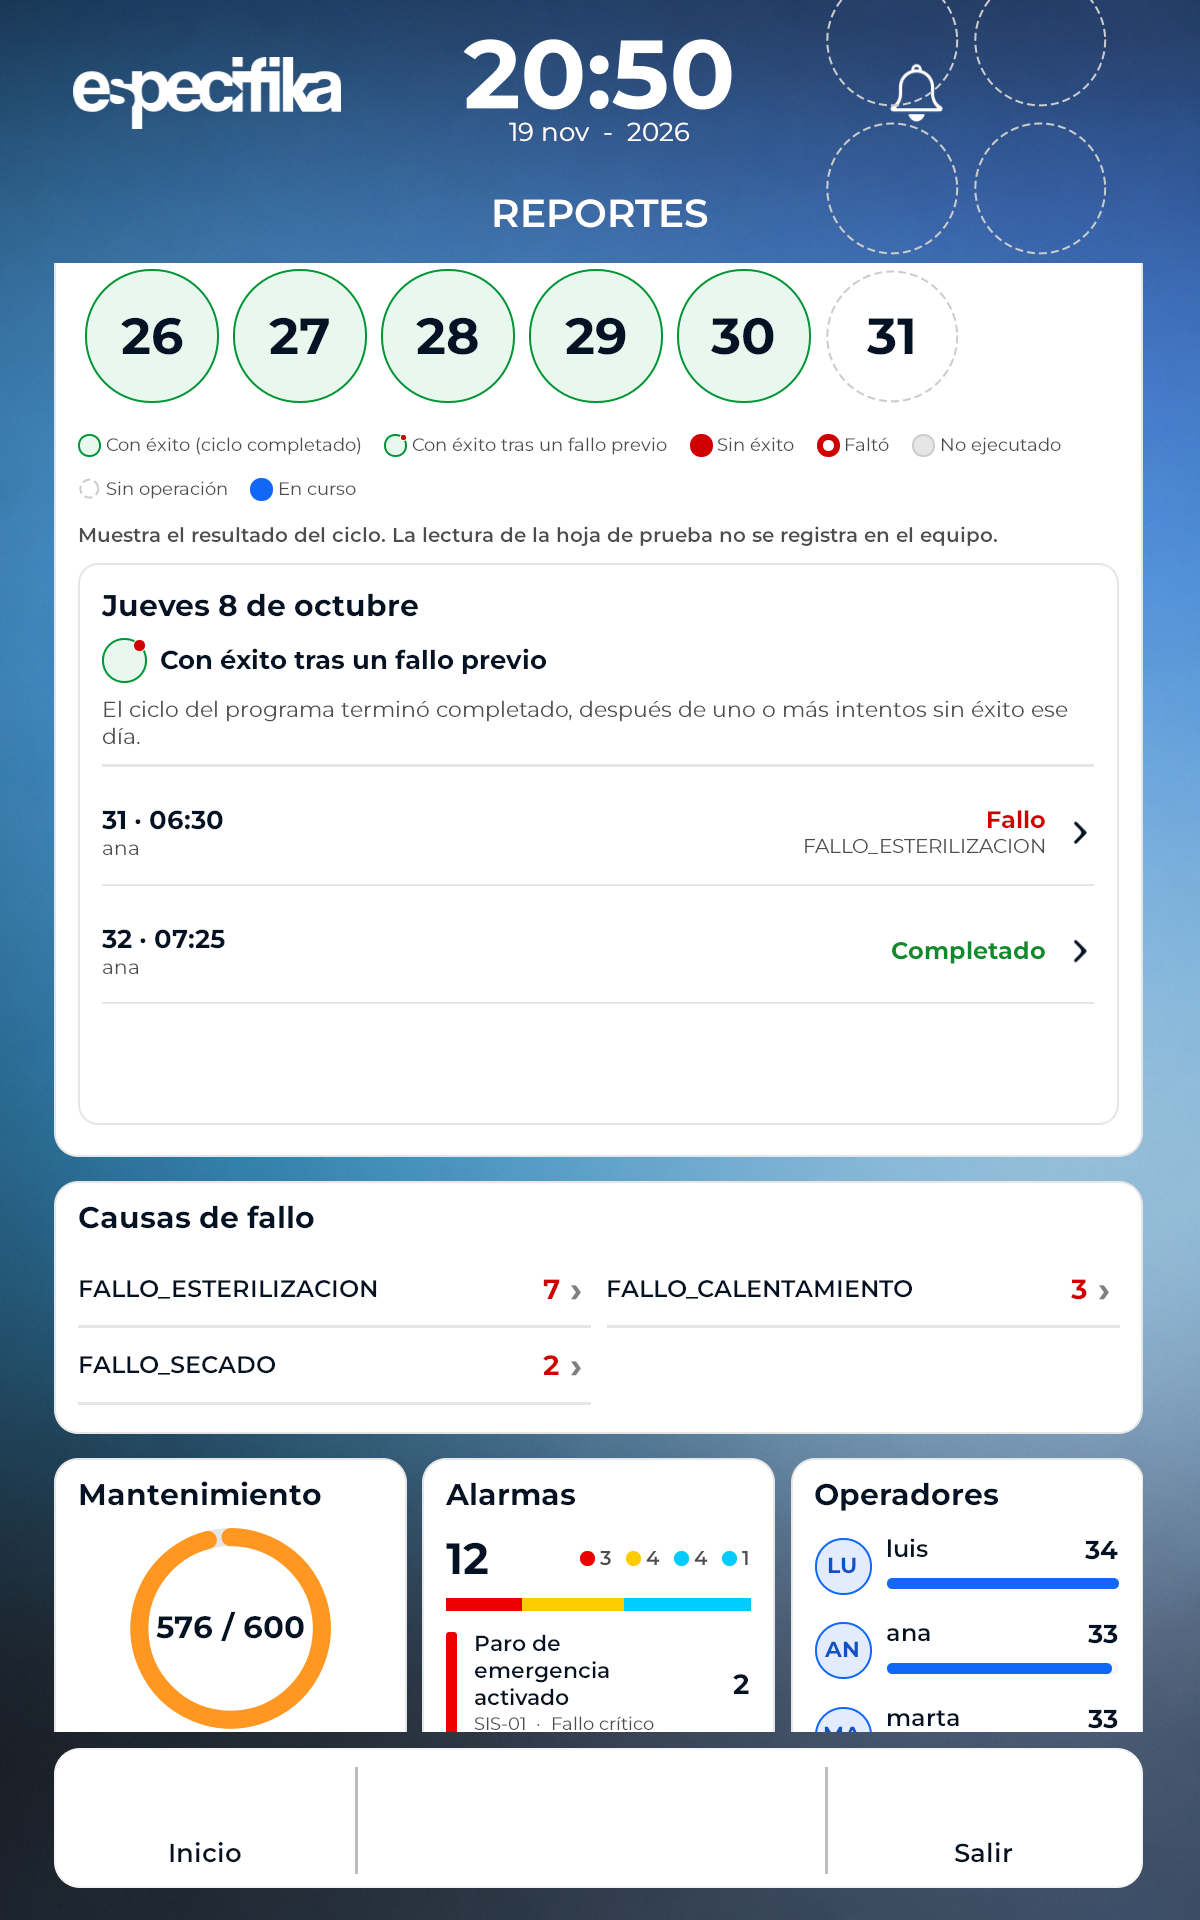 especifika
20:50
19 nov - 2026
REPORTES
26 27 28 29 30 31
Con éxito (ciclo completado) Con éxito tras un fallo previo Sin éxito Faltó No ejecutado
Sin operación En curso
Muestra el resultado del ciclo. La lectura de la hoja de prueba no se registra en el equipo.
Jueves 8 de octubre
Con éxito tras un fallo previo
El ciclo del programa terminó completado, después de uno o más intentos sin éxito ese
día.
31 · 06:30
ana
Fallo
FALLO_ESTERILIZACION
32 · 07:25
ana
Completado
Causas de fallo
FALLO_ESTERILIZACION 7 ›
FALLO_CALENTAMIENTO 3 ›
FALLO_SECADO 2 ›
Mantenimiento
576 / 600
Alarmas
12 3 4 4 1
Paro de
emergencia
activado
2
SIS-01 · Fallo crítico
Operadores
LU luis 34
AN ana 33
MA marta 33
Inicio
Salir